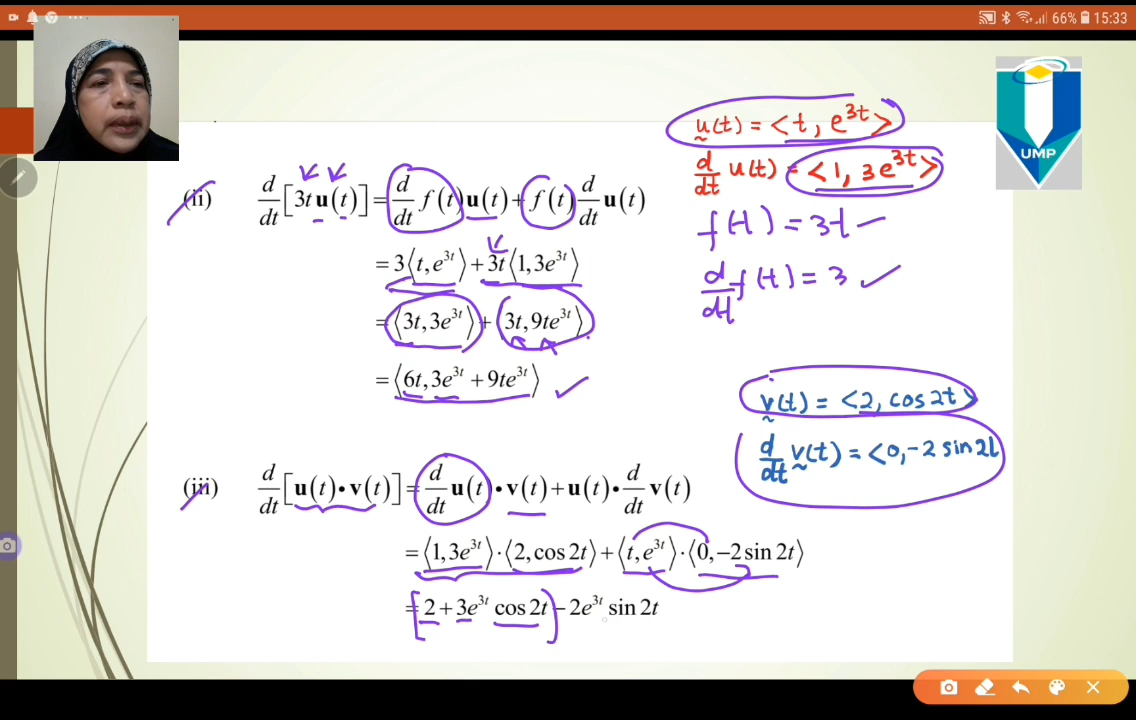 66% 15:33
UMP
u(t) = <t, e^3t>
d/dt u(t) = <1, 3e^3t>
f(t) = 3t
d/dt f(t) = 3 ✓
(ii) d/dt [3t u(t)] = d/dt f(t) u(t) + f(t) d/dt u(t)
= 3⟨t, e^3t⟩ + 3t⟨1, 3e^3t⟩
= ⟨3t, 3e^3t⟩ + ⟨3t, 9te^3t⟩
= ⟨6t, 3e^3t + 9te^3t⟩ ✓
v(t) = <2, cos 2t>
d/dt v(t) = <0, -2 sin 2t
(iii) d/dt [u(t)•v(t)] = d/dt u(t)•v(t) + u(t)•d/dt v(t)
= ⟨1, 3e^3t⟩·⟨2, cos 2t⟩ + ⟨t, e^3t⟩·⟨0, −2 sin 2t⟩
= [2 + 3e^3t cos 2t] − 2e^3t sin 2t